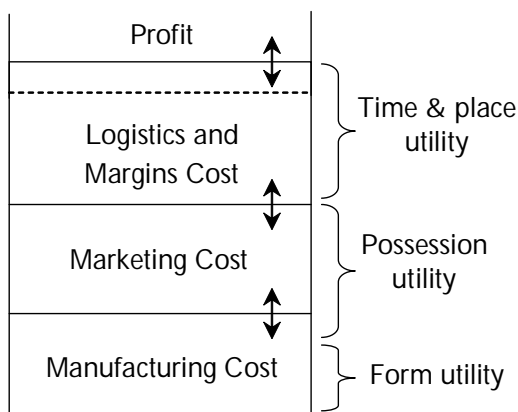 Profit
Time & place
utility
Logistics and
Margins Cost
Marketing Cost
Possession
utility
Manufacturing Cost
Form utility